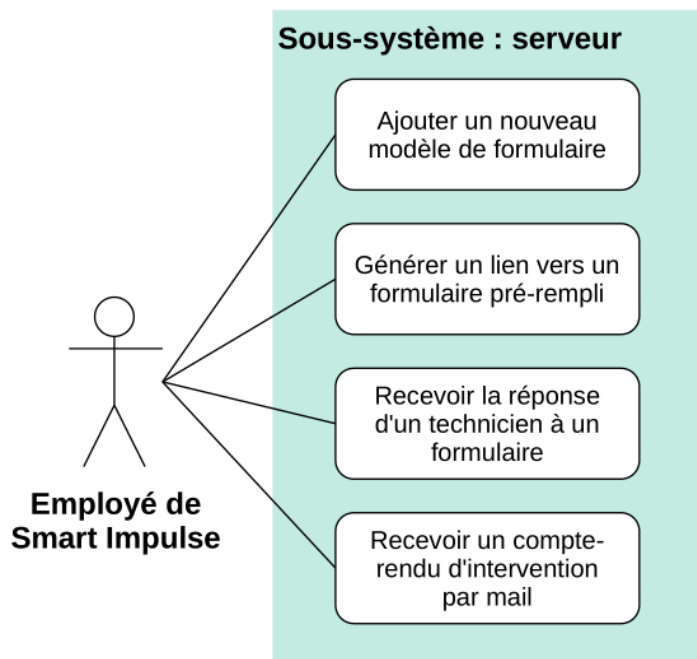 Sous-système : serveur
Ajouter un nouveau
modèle de formulaire
Générer un lien vers un
formulaire pré-rempli
Recevoir la réponse
d'un technicien à un
formulaire
Recevoir un compte-
rendu d'intervention
par mail
Employé de
Smart Impulse